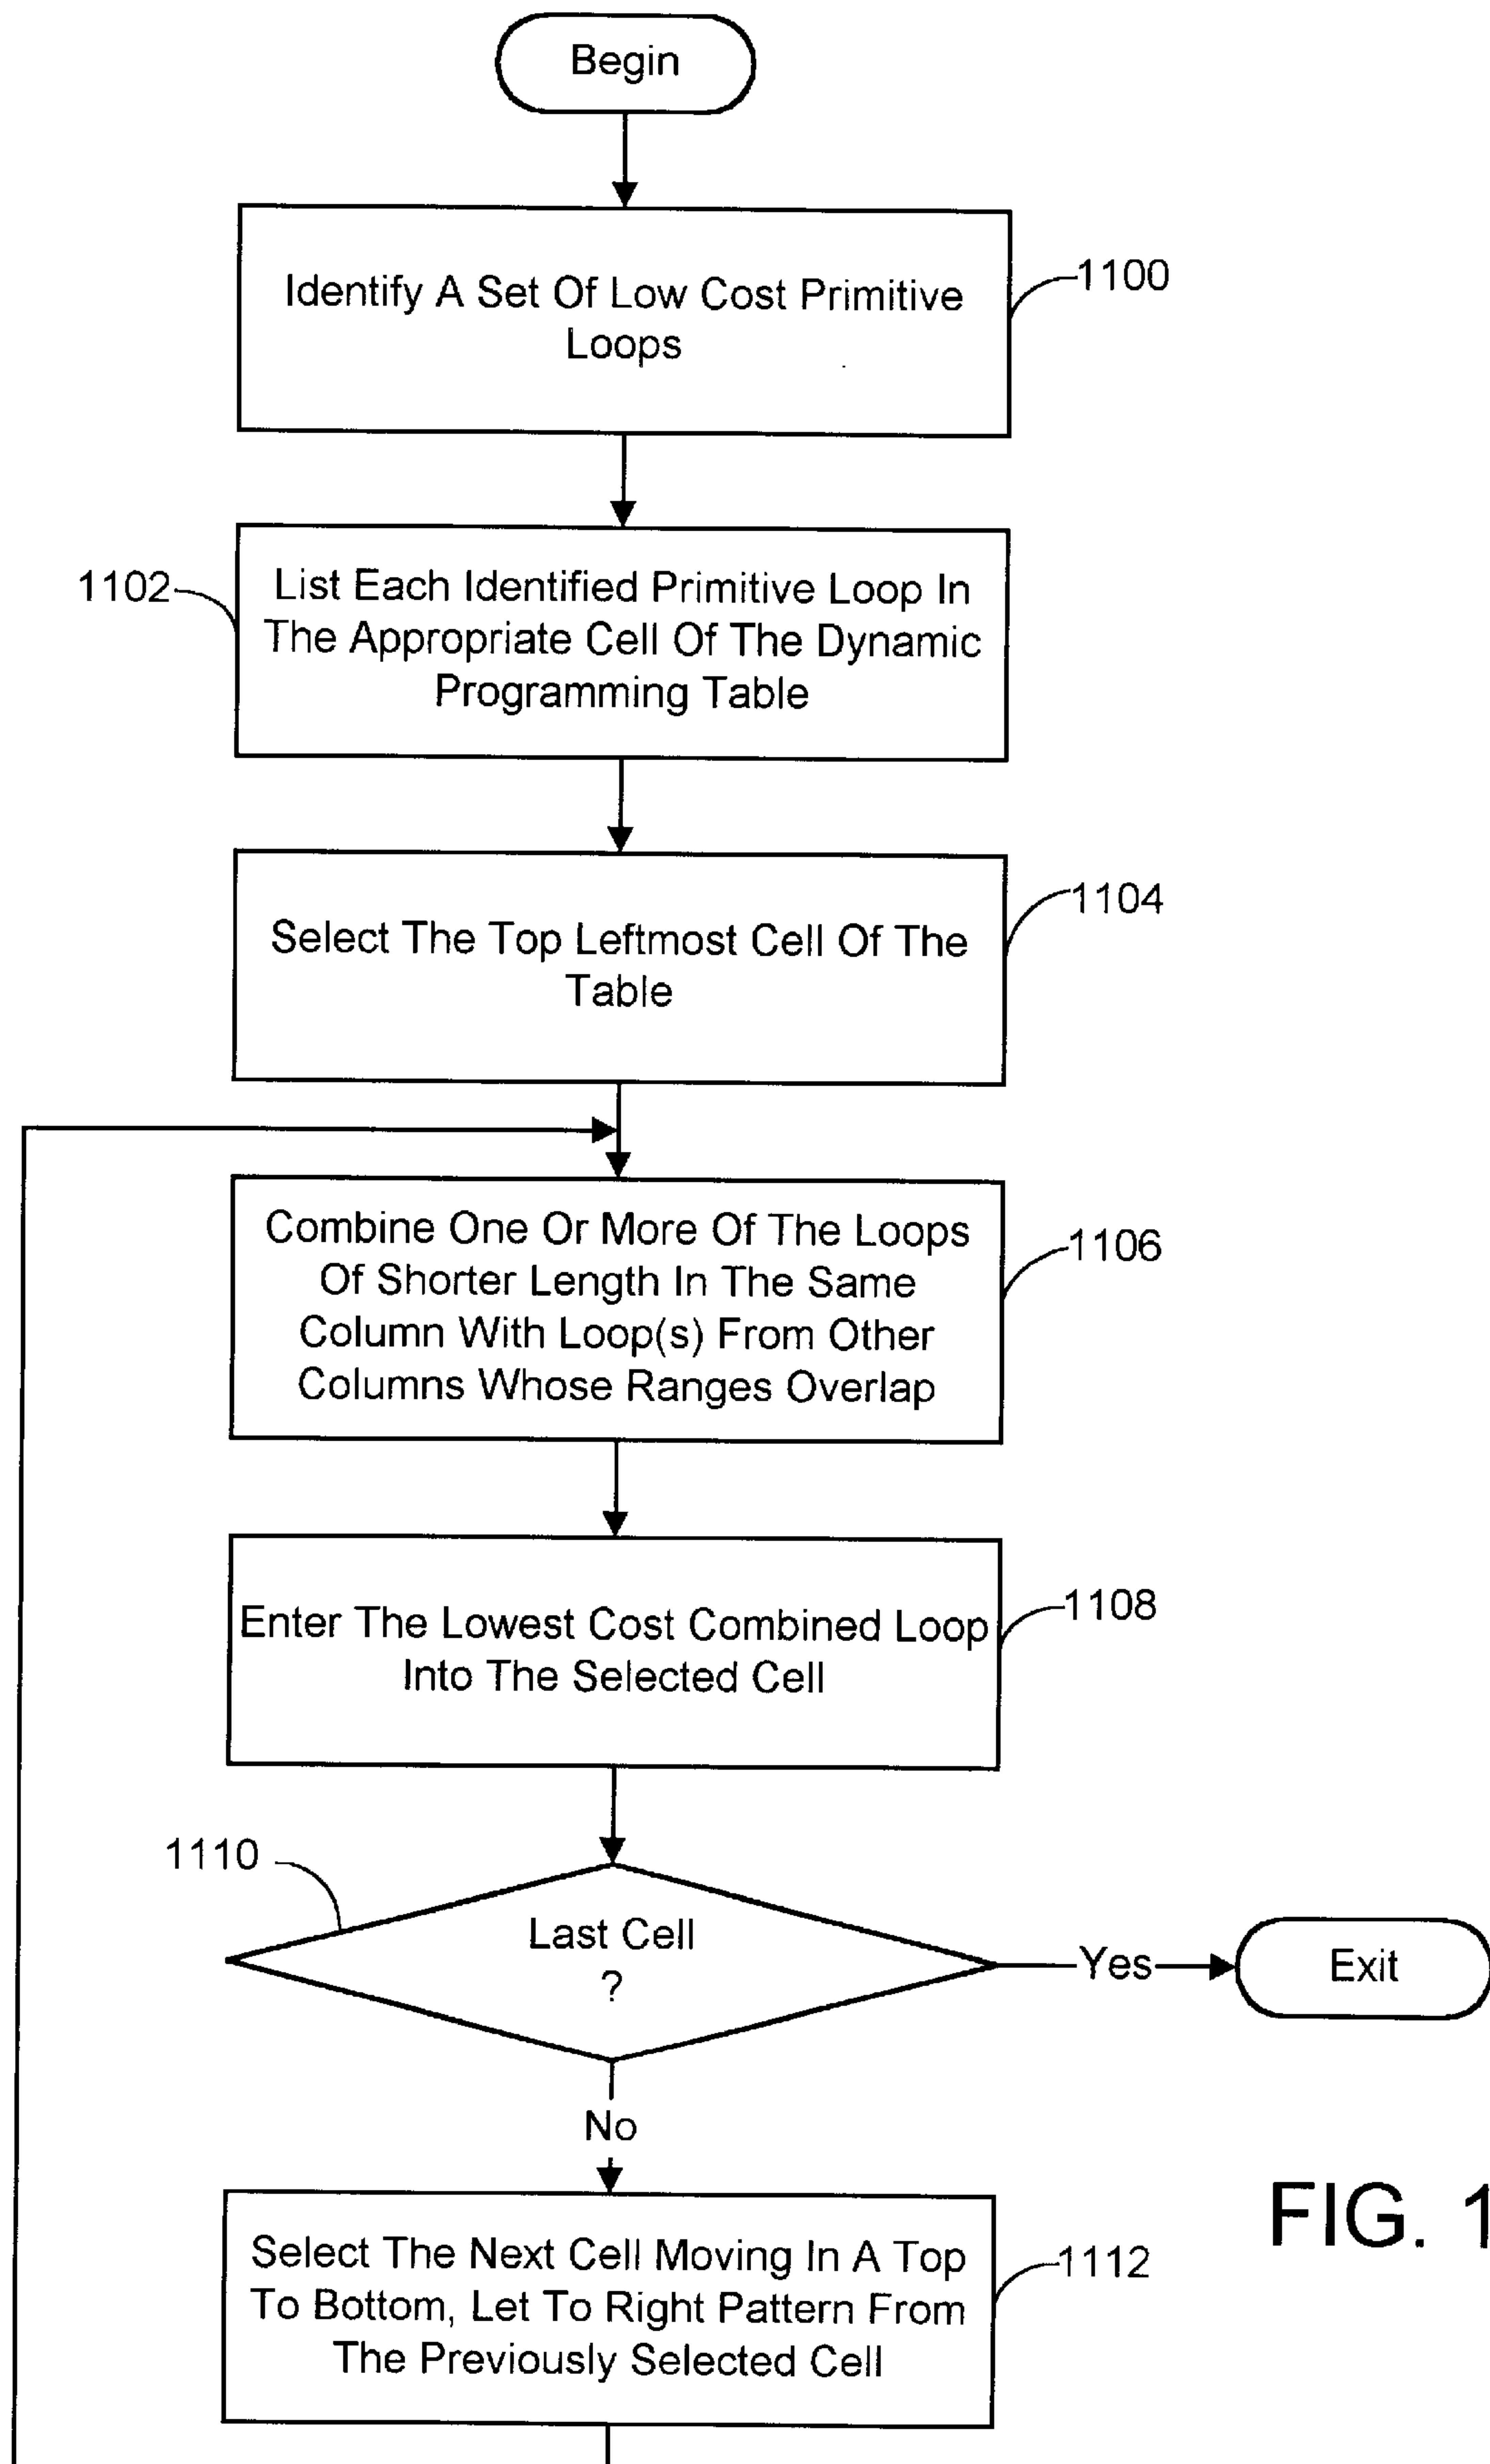 Begin
Identify A Set Of Low Cost Primitive
Loops
1100
1102
List Each Identified Primitive Loop In
The Appropriate Cell Of The Dynamic
Programming Table
Select The Top Leftmost Cell Of The
Table
1104
Combine One Or More Of The Loops
Of Shorter Length In The Same
Column With Loop(s) From Other
Columns Whose Ranges Overlap
1106
Enter The Lowest Cost Combined Loop
Into The Selected Cell
1108
1110
Last Cell
?
Yes
Exit
No
Select The Next Cell Moving In A Top
To Bottom, Let To Right Pattern From
The Previously Selected Cell
1112
FIG. 1